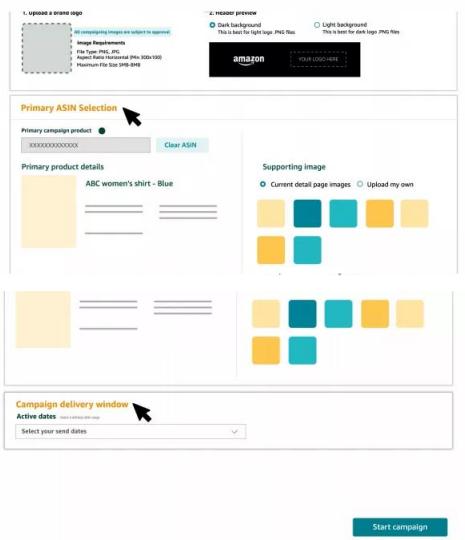 1. Upload a brand logo
2. Header preview
All campaigning images are subject to approval
Image Requirements
File Type: PNG, JPG
Aspect Ratio Horizontal (Min 300x100)
Maximum File Size 5MB-8MB
Dark background
This is best for light logo .PNG files
Light background
This is best for dark logo .PNG files
amazon
YOUR LOGO HERE
Primary ASIN Selection
Primary campaign product
XXXXXXXXXXXXX
Clear ASIN
Primary product details
ABC women's shirt - Blue
Supporting image
Current detail page images
Upload my own
Campaign delivery window
Active dates
Select your send dates
Start campaign